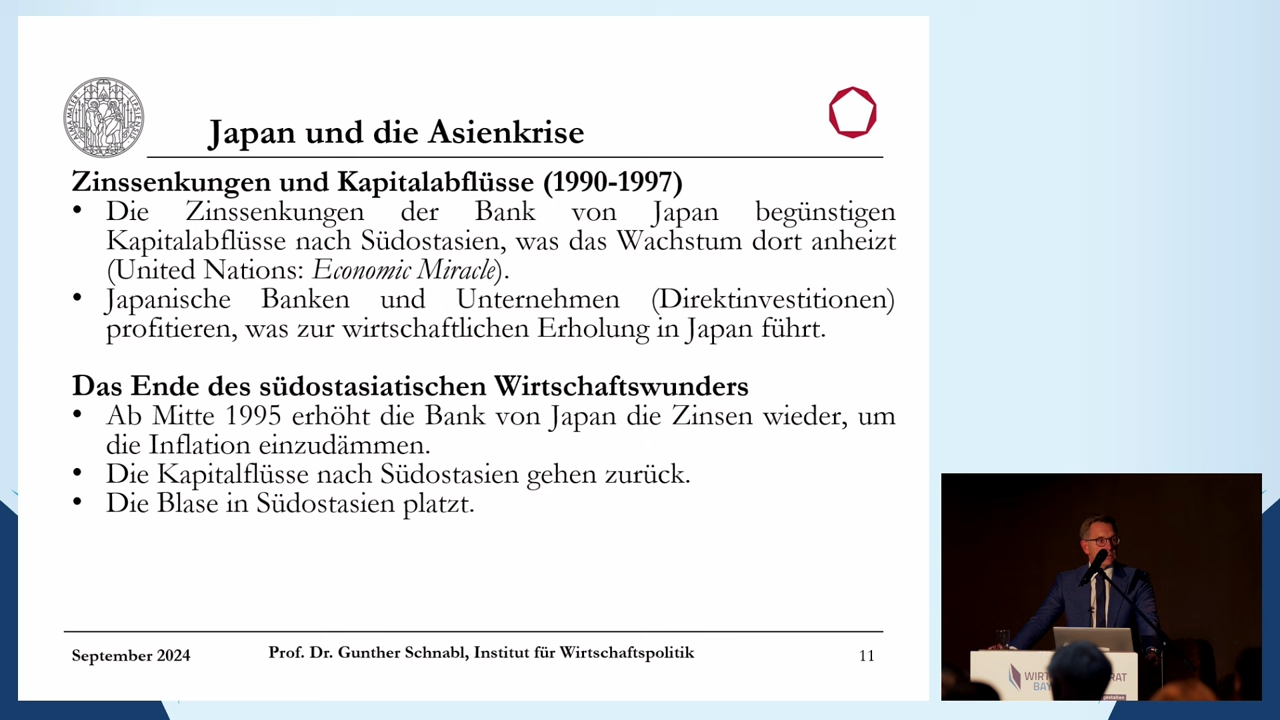 Japan und die Asienkrise
Zinssenkungen und Kapitalabflüsse (1990-1997)
• Die Zinssenkungen der Bank von Japan begünstigen
Kapitalabflüsse nach Südostasien, was das Wachstum dort anheizt
(United Nations: Economic Miracle).
• Japanische Banken und Unternehmen (Direktinvestitionen)
profitieren, was zur wirtschaftlichen Erholung in Japan führt.
Das Ende des südostasiatischen Wirtschaftswunders
• Ab Mitte 1995 erhöht die Bank von Japan die Zinsen wieder, um
die Inflation einzudämmen.
• Die Kapitalflüsse nach Südostasien gehen zurück.
• Die Blase in Südostasien platzt.
September 2024
Prof. Dr. Gunther Schnabl, Institut für Wirtschaftspolitik
11